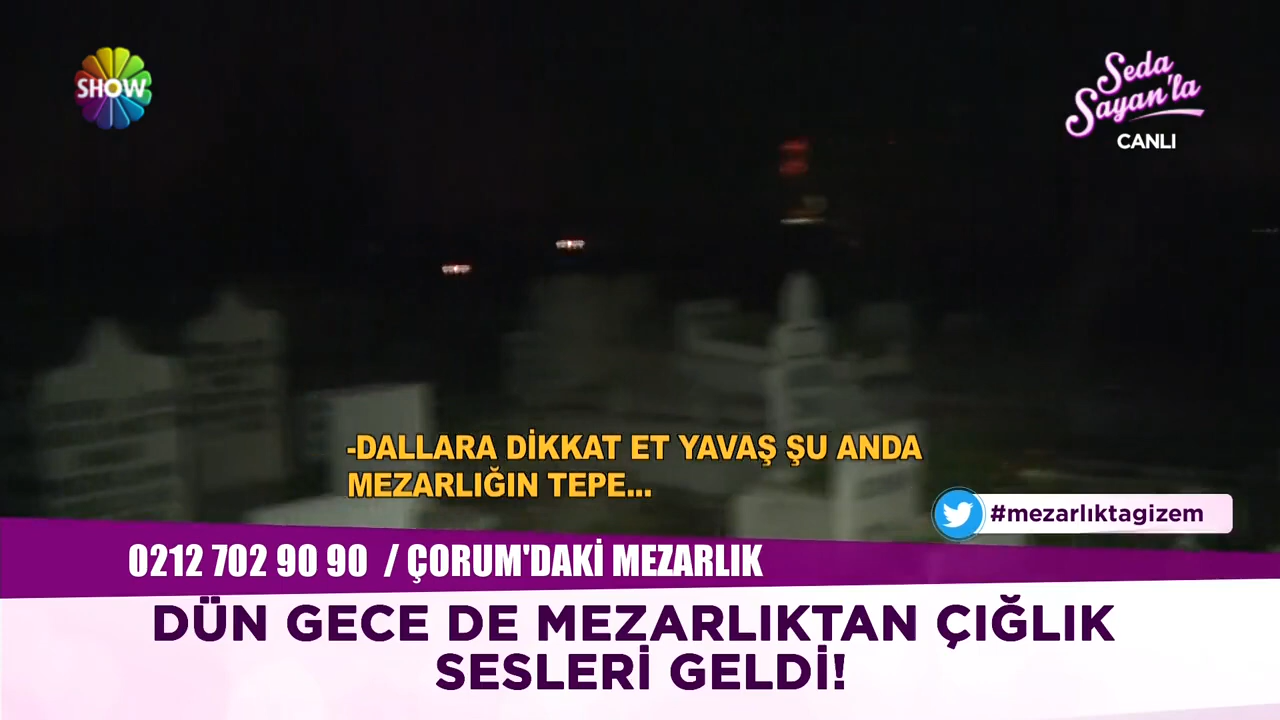 SHOW
Seda
Sayan'la
CANLI
-DALLARA DİKKAT ET YAVAŞ ŞU ANDA
MEZARLIĞIN TEPE...
#mezarlıktagizem
0212 702 90 90 / ÇORUM'DAKİ MEZARLIK
DÜN GECE DE MEZARLIKTAN ÇIĞLIK
SESLERİ GELDİ!